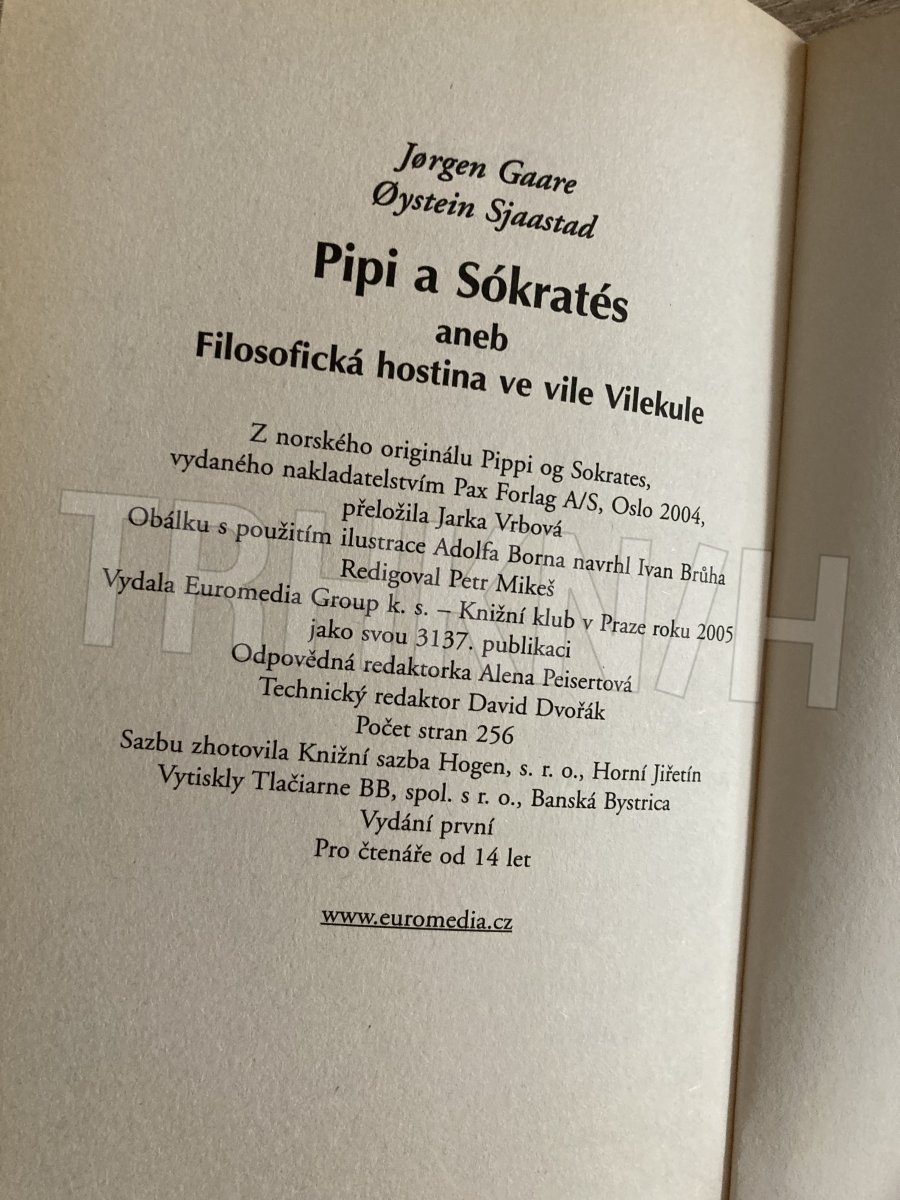 Jørgen Gaare
Øystein Sjaastad
Pipi a Sókratés
aneb
Filosofická hostina ve vile Vilekule
Z norského originálu Pippi og Sokrates,
vydaného nakladatelstvím Pax Forlag A/S, Oslo 2004,
přeložila Jarka Vrbová
Obálku s použitím ilustrace Adolfa Borna navrhl Ivan Brůha
Redigoval Petr Mikeš
Vydala Euromedia Group k. s. – Knižní klub v Praze roku 2005
jako svou 3137. publikaci
Odpovědná redaktorka Alena Peisertová
Technický redaktor David Dvořák
Počet stran 256
Sazbu zhotovila Knižní sazba Hogen, s. r. o., Horní Jiřetín
Vytiskly Tlačiarne BB, spol. s r. o., Banská Bystrica
Vydání první
Pro čtenáře od 14 let
www.euromedia.cz